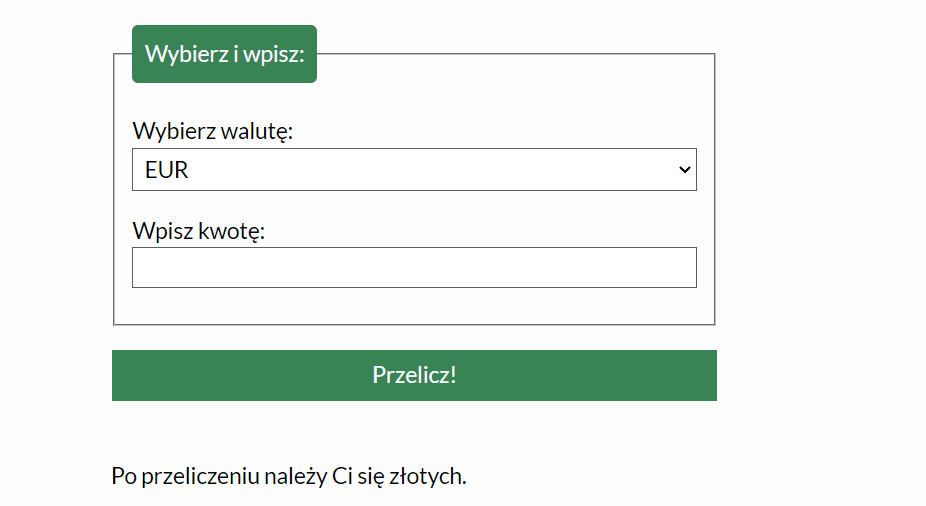 Wybierz i wpisz:
Wybierz walutę:
EUR
Wpisz kwotę:
Przelicz!
Po przeliczeniu należy Ci się złotych.